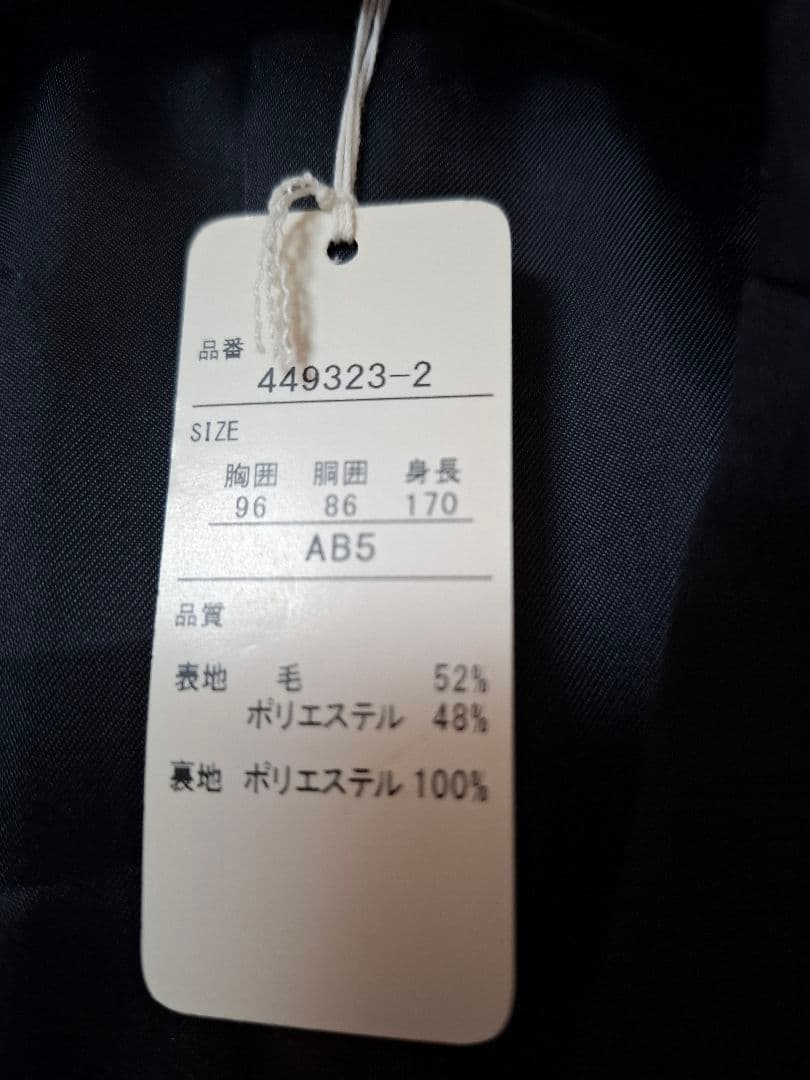 品番
449323-2
SIZE
胸囲 胴囲 身長
96 86 170
AB5
品質
表地 毛 52%
ポリエステル 48%
裏地 ポリエステル 100%